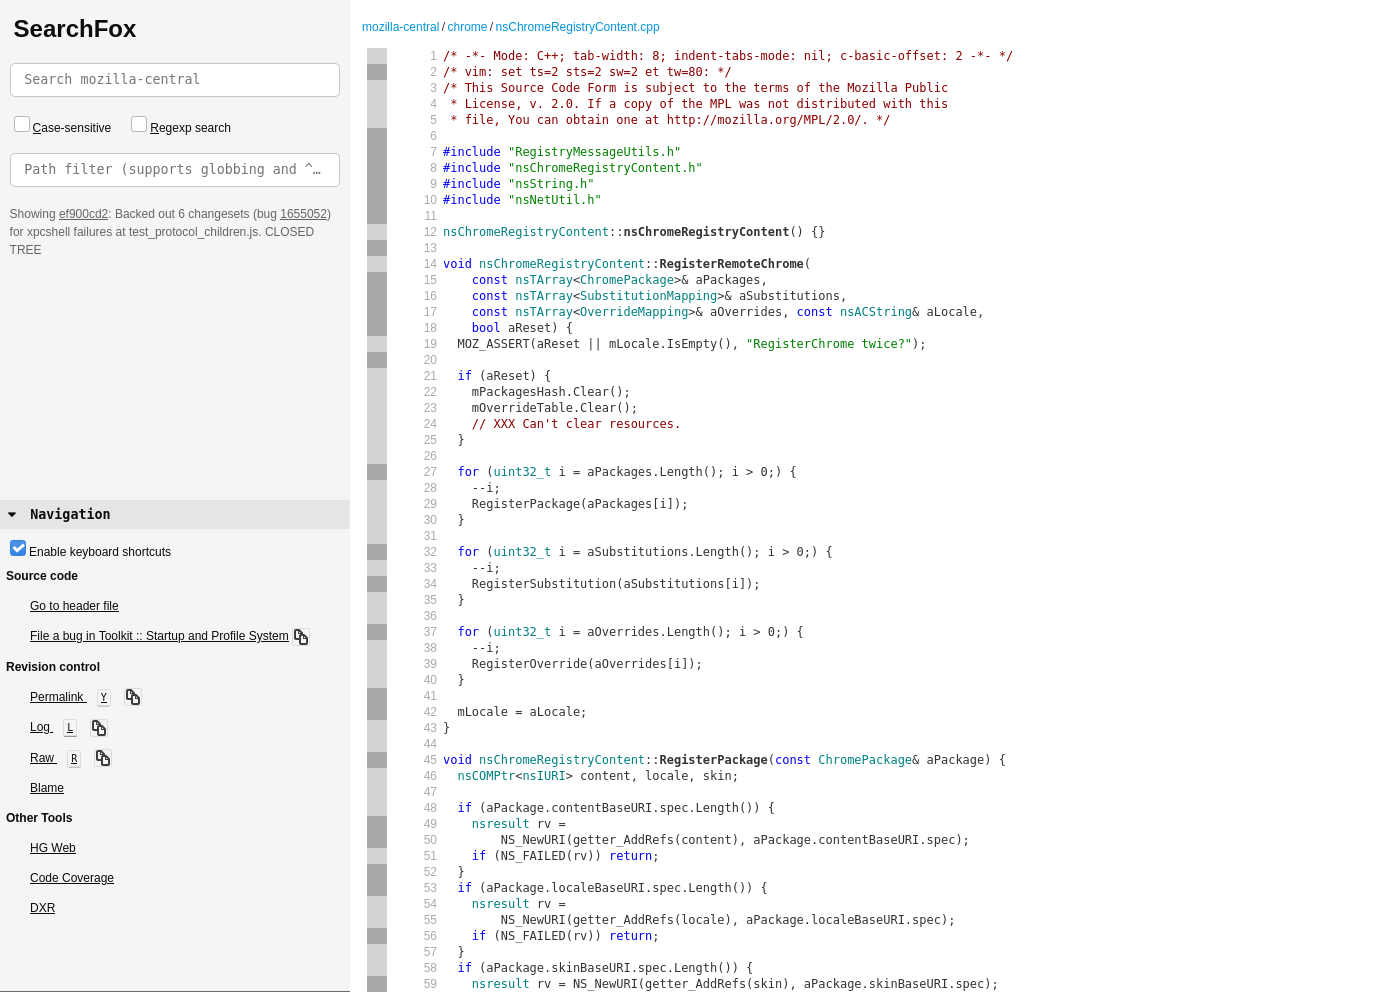 SearchFox
Search mozilla-central
Case-sensitive Regexp search
Path filter (supports globbing and ^…
Showing ef900cd2: Backed out 6 changesets (bug 1655052)
for xpcshell failures at test_protocol_children.js. CLOSED
TREE
Navigation
Enable keyboard shortcuts
Source code
Go to header file
File a bug in Toolkit :: Startup and Profile System
Revision control
Permalink Y
Log L
Raw R
Blame
Other Tools
HG Web
Code Coverage
DXR
mozilla-central/chrome/nsChromeRegistryContent.cpp
1 /* -*- Mode: C++; tab-width: 8; indent-tabs-mode: nil; c-basic-offset: 2 -*- */
2 /* vim: set ts=2 sts=2 sw=2 et tw=80: */
3 /* This Source Code Form is subject to the terms of the Mozilla Public
4  * License, v. 2.0. If a copy of the MPL was not distributed with this
5  * file, You can obtain one at http://mozilla.org/MPL/2.0/. */
6
7 #include "RegistryMessageUtils.h"
8 #include "nsChromeRegistryContent.h"
9 #include "nsString.h"
10 #include "nsNetUtil.h"
11
12 nsChromeRegistryContent::nsChromeRegistryContent() {}
13
14 void nsChromeRegistryContent::RegisterRemoteChrome(
15     const nsTArray<ChromePackage>& aPackages,
16     const nsTArray<SubstitutionMapping>& aSubstitutions,
17     const nsTArray<OverrideMapping>& aOverrides, const nsACString& aLocale,
18     bool aReset) {
19   MOZ_ASSERT(aReset || mLocale.IsEmpty(), "RegisterChrome twice?");
20
21   if (aReset) {
22     mPackagesHash.Clear();
23     mOverrideTable.Clear();
24     // XXX Can't clear resources.
25   }
26
27   for (uint32_t i = aPackages.Length(); i > 0;) {
28     --i;
29     RegisterPackage(aPackages[i]);
30   }
31
32   for (uint32_t i = aSubstitutions.Length(); i > 0;) {
33     --i;
34     RegisterSubstitution(aSubstitutions[i]);
35   }
36
37   for (uint32_t i = aOverrides.Length(); i > 0;) {
38     --i;
39     RegisterOverride(aOverrides[i]);
40   }
41
42   mLocale = aLocale;
43 }
44
45 void nsChromeRegistryContent::RegisterPackage(const ChromePackage& aPackage) {
46   nsCOMPtr<nsIURI> content, locale, skin;
47
48   if (aPackage.contentBaseURI.spec.Length()) {
49     nsresult rv =
50         NS_NewURI(getter_AddRefs(content), aPackage.contentBaseURI.spec);
51     if (NS_FAILED(rv)) return;
52   }
53   if (aPackage.localeBaseURI.spec.Length()) {
54     nsresult rv =
55         NS_NewURI(getter_AddRefs(locale), aPackage.localeBaseURI.spec);
56     if (NS_FAILED(rv)) return;
57   }
58   if (aPackage.skinBaseURI.spec.Length()) {
59     nsresult rv = NS_NewURI(getter_AddRefs(skin), aPackage.skinBaseURI.spec);